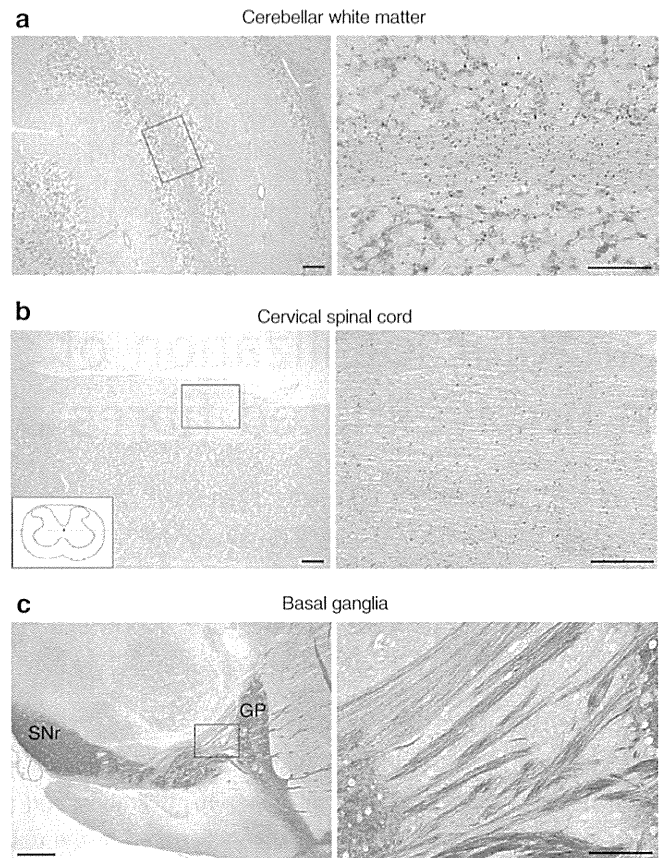 a
Cerebellar white matter
b
Cervical spinal cord
c
Basal ganglia
SNr
GP